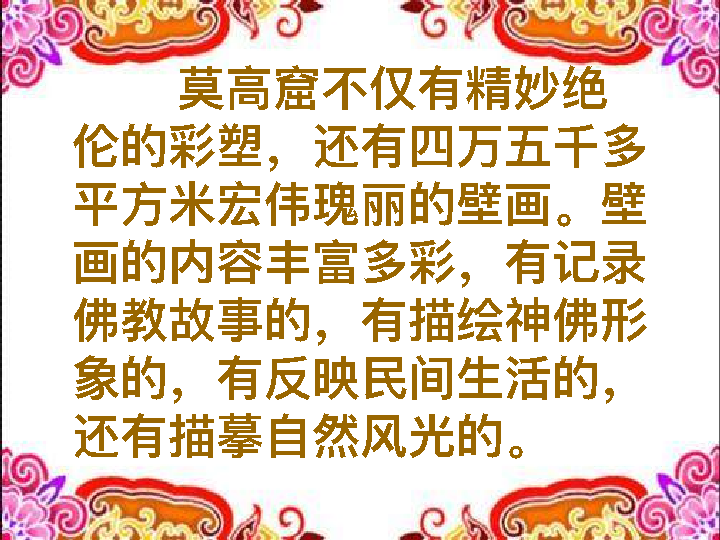 莫高窟不仅有精妙绝
伦的彩塑，还有四万五千多
平方米宏伟瑰丽的壁画。壁
画的内容丰富多彩，有记录
佛教故事的，有描绘神佛形
象的，有反映民间生活的，
还有描摹自然风光的。